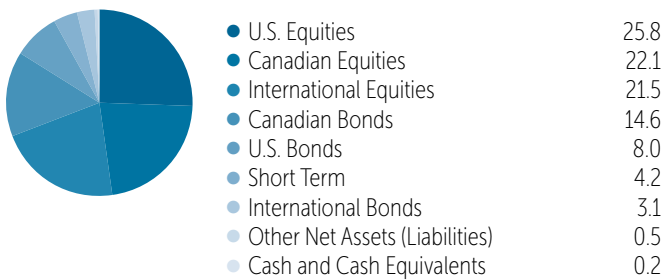 U.S. Equities 25.8
Canadian Equities 22.1
International Equities 21.5
Canadian Bonds 14.6
U.S. Bonds 8.0
Short Term 4.2
International Bonds 3.1
Other Net Assets (Liabilities) 0.5
Cash and Cash Equivalents 0.2